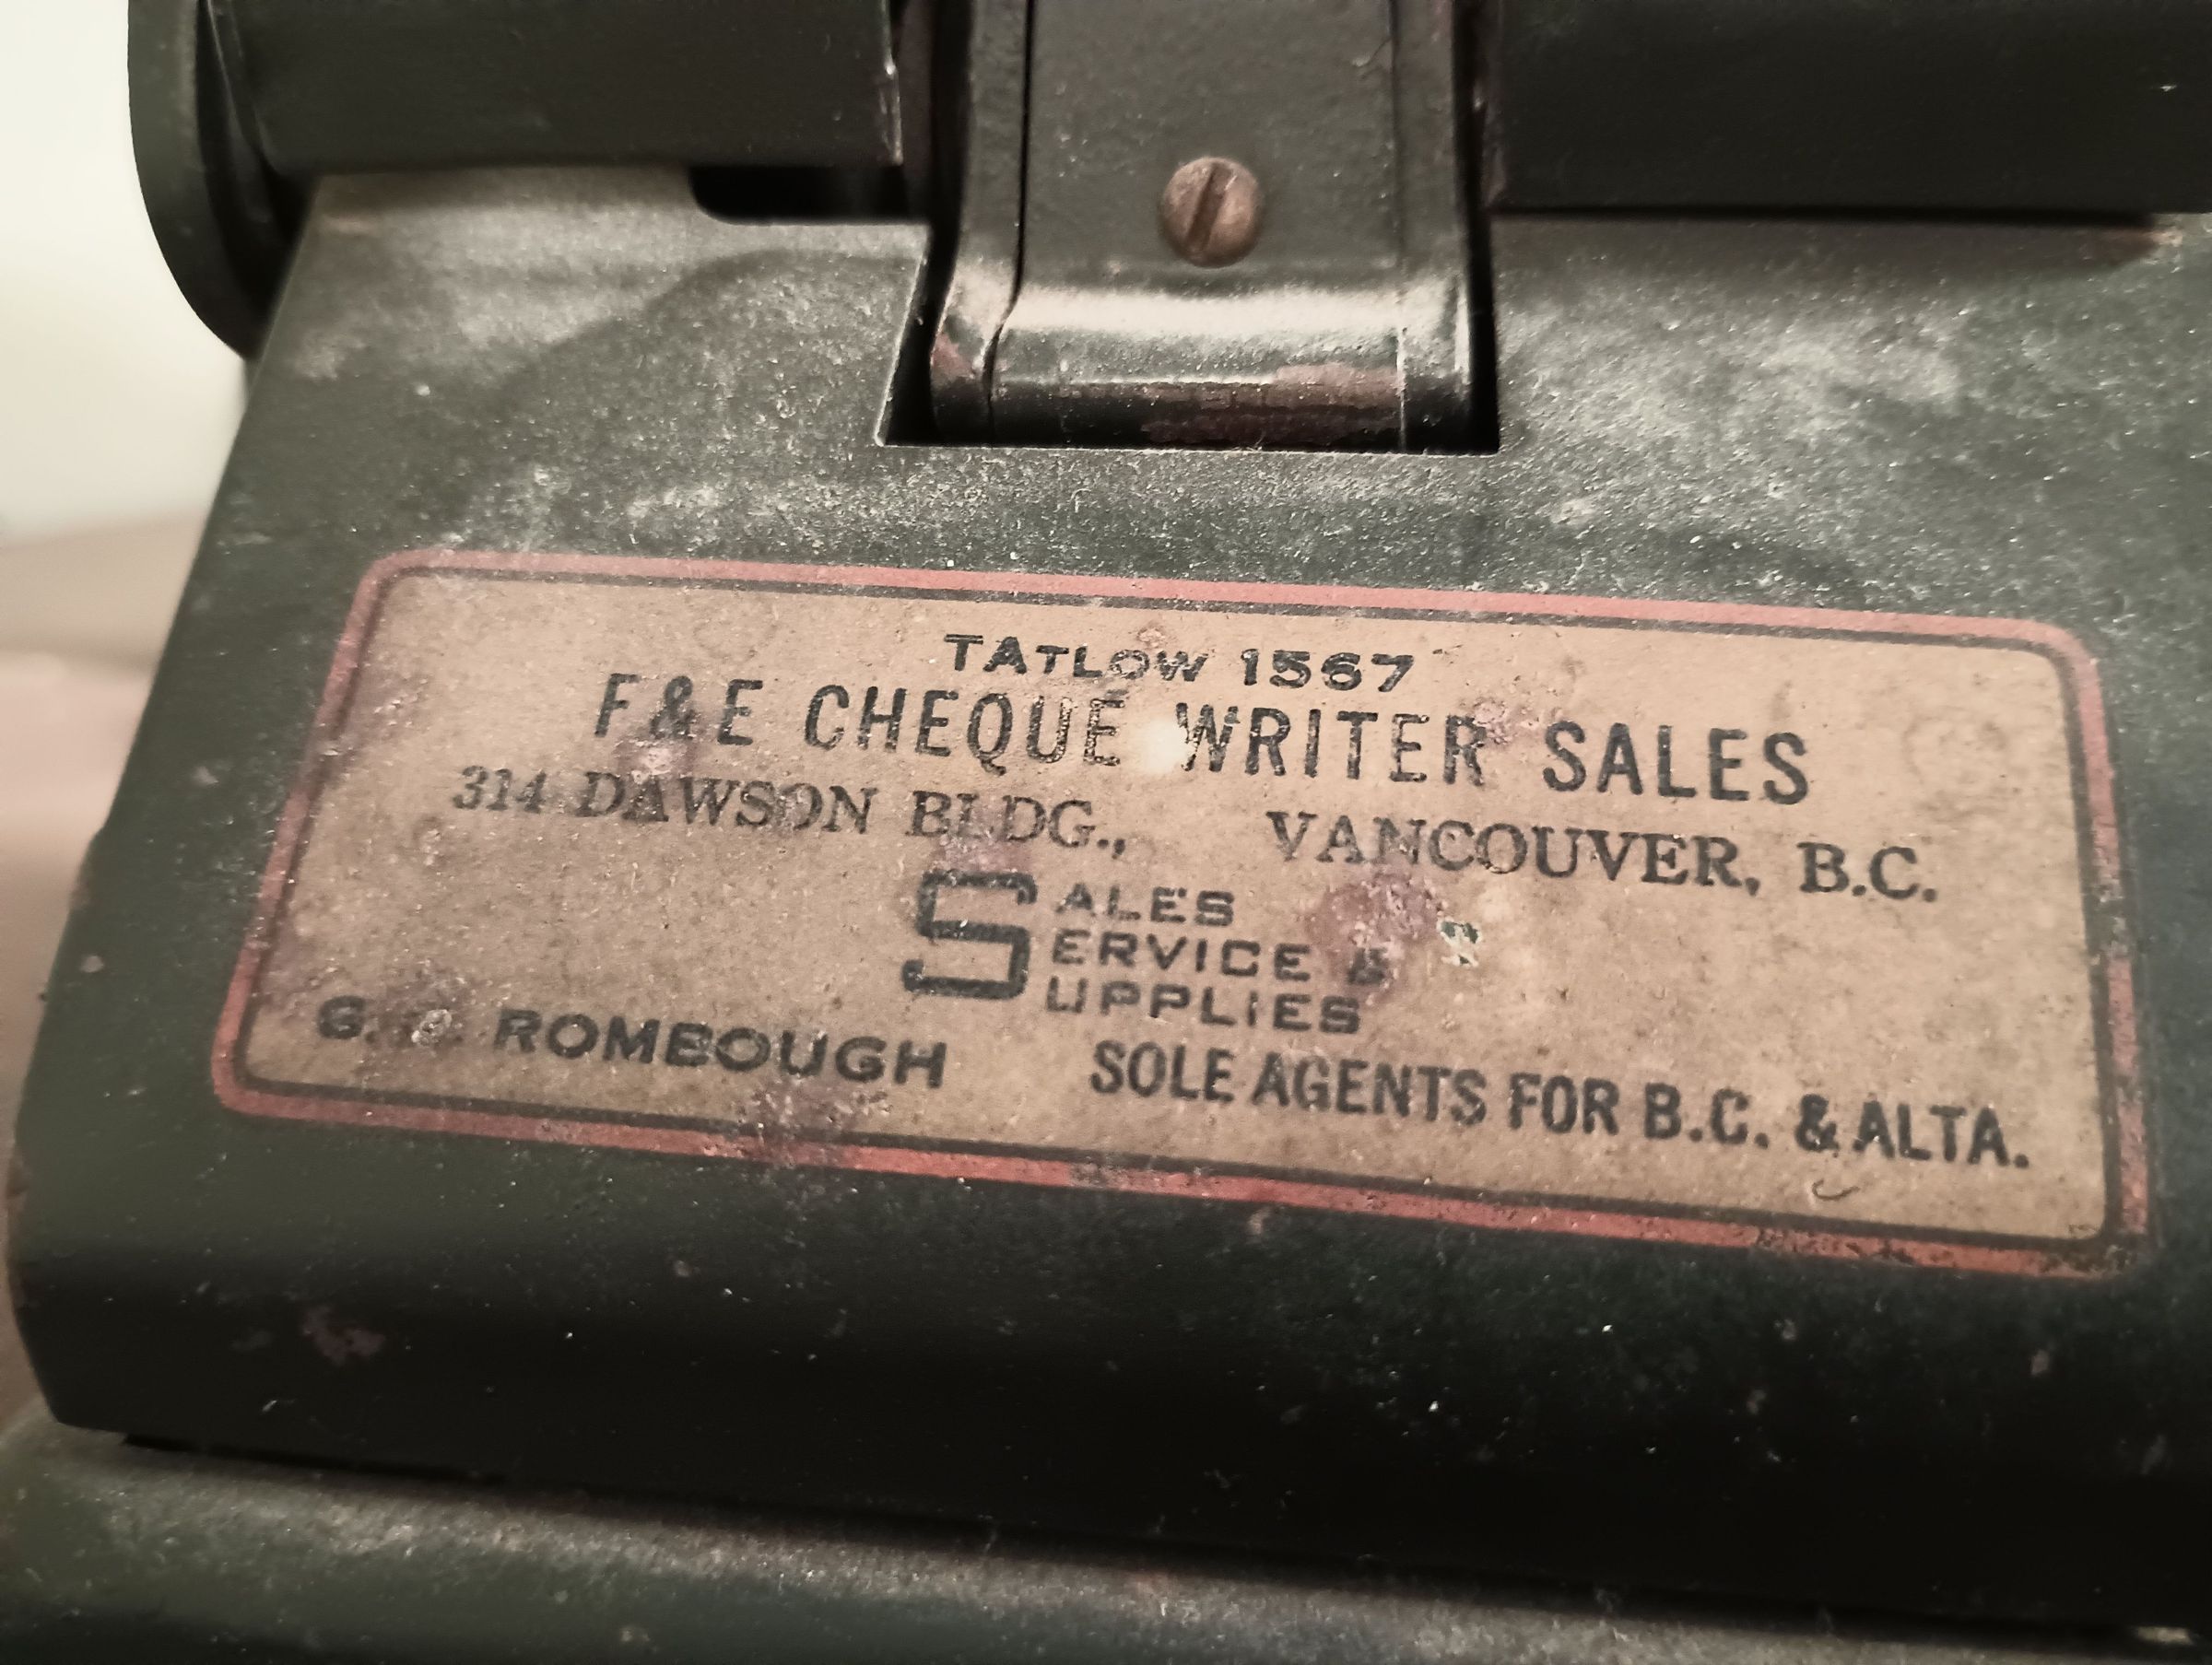 TATLOW 1567
F&E CHEQUE WRITER SALES
314 DAWSON BLDG., VANCOUVER, B.C.
SALES
SERVICE &
SUPPLIES
G. ROMBOUGH SOLE AGENTS FOR B.C. & ALTA.